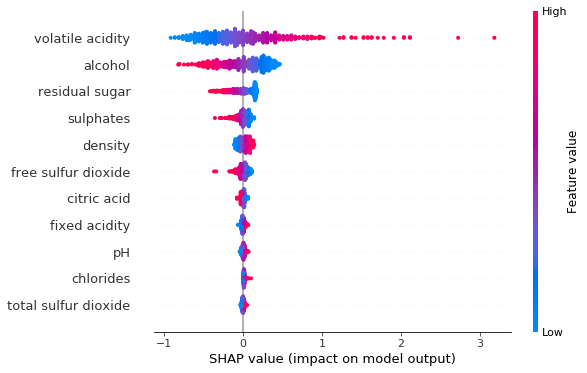 High
volatile acidity
alcohol
residual sugar
sulphates
density
free sulfur dioxide
citric acid
fixed acidity
pH
chlorides
total sulfur dioxide
Feature value
Low
−1 0 1 2 3
SHAP value (impact on model output)